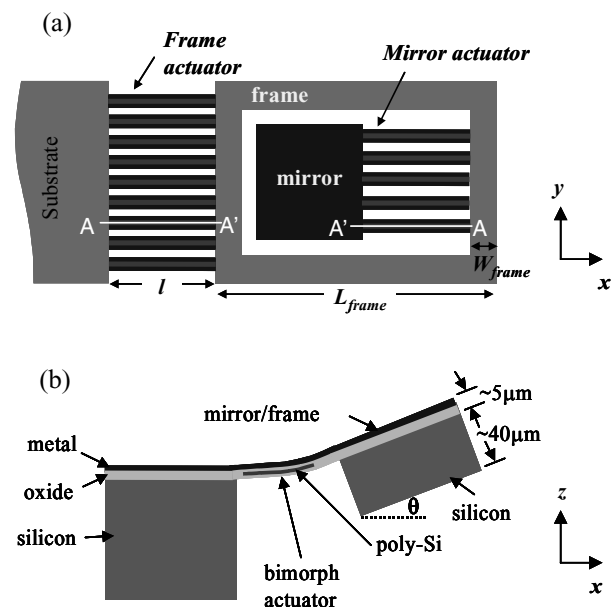 (a)
Frame
actuator
Mirror actuator
frame
Substrate
mirror
A A'
A' A
W_frame
l
L_frame
y
x
(b)
~5μm
mirror/frame
~40μm
metal
oxide
silicon
θ
silicon
poly-Si
bimorph
actuator
z
x